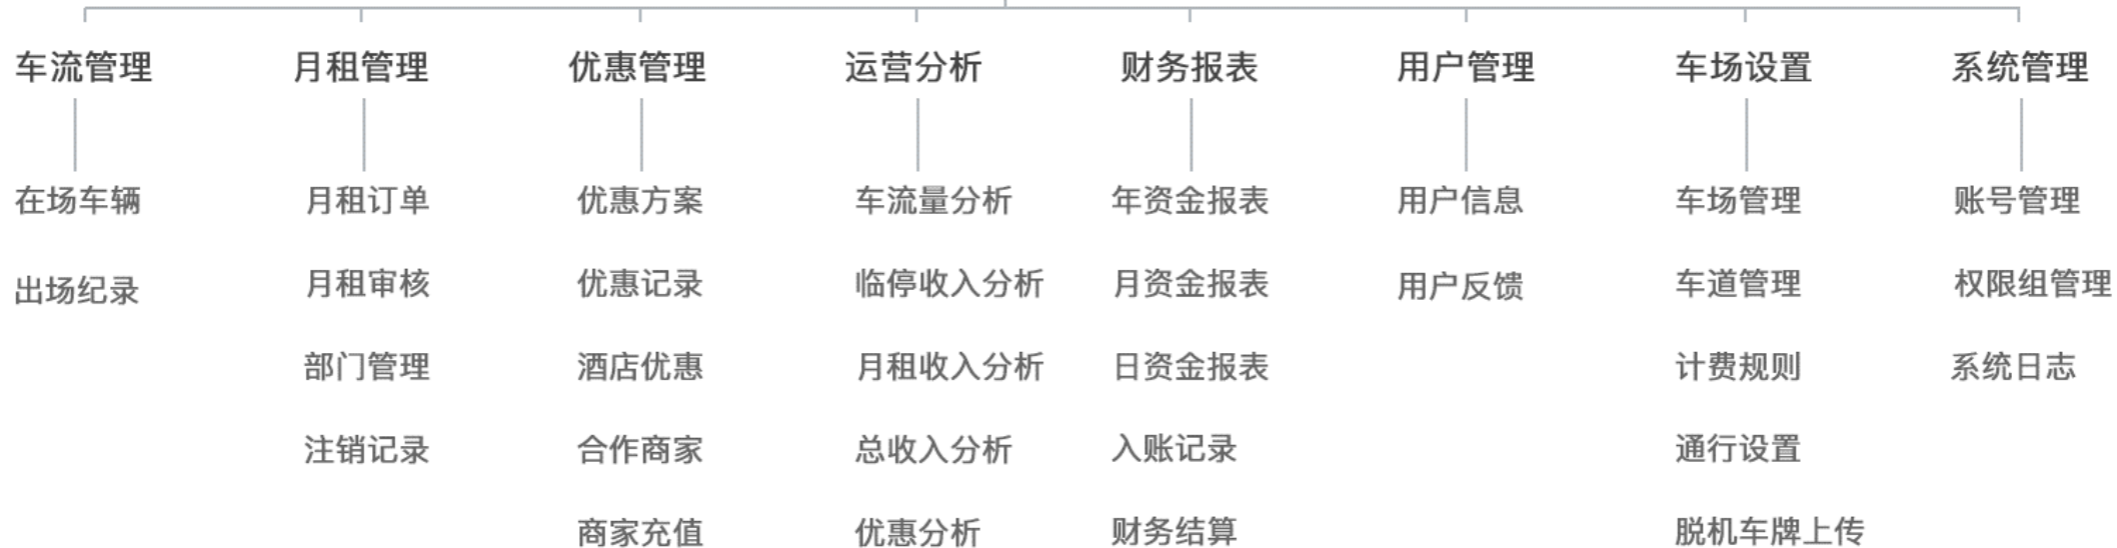 车流管理 月租管理 优惠管理 运营分析 财务报表 用户管理 车场设置 系统管理
在场车辆 月租订单 优惠方案 车流量分析 年资金报表 用户信息 车场管理 账号管理
出场纪录 月租审核 优惠记录 临停收入分析 月资金报表 用户反馈 车道管理 权限组管理
部门管理 酒店优惠 月租收入分析 日资金报表 计费规则 系统日志
注销记录 合作商家 总收入分析 入账记录 通行设置
商家充值 优惠分析 财务结算 脱机车牌上传